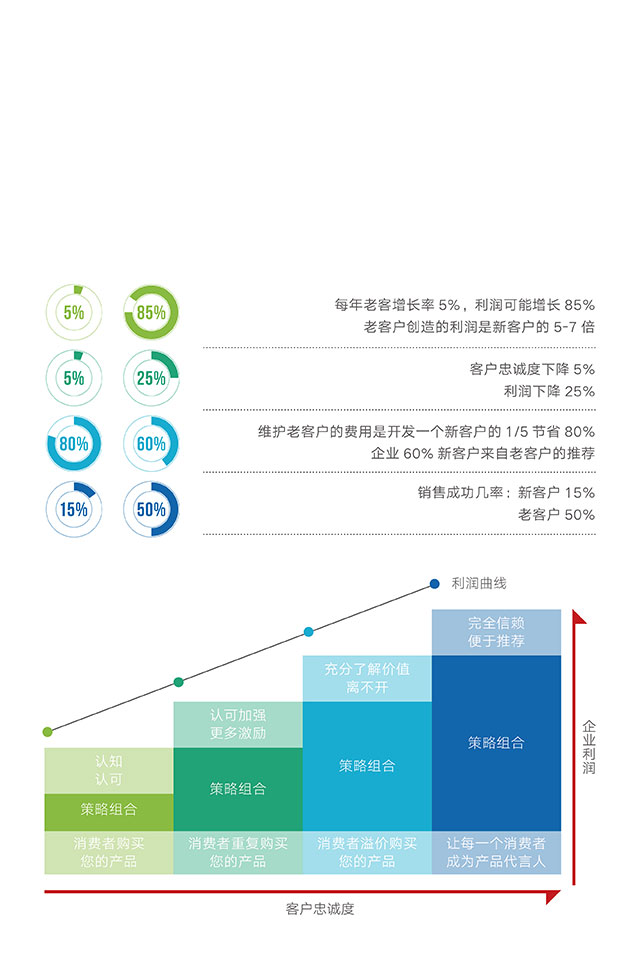 5%
85%
每年老客增长率 5%，利润可能增长 85%
老客户创造的利润是新客户的 5-7 倍
5%
25%
客户忠诚度下降 5%
利润下降 25%
80%
60%
维护老客户的费用是开发一个新客户的 1/5 节省 80%
企业 60% 新客户来自老客户的推荐
15%
50%
销售成功几率：新客户 15%
老客户 50%
利润曲线
完全信赖
便于推荐
充分了解价值
离不开
认可加强
更多激励
认知
认可
策略组合
策略组合
策略组合
策略组合
消费者购买
您的产品
消费者重复购买
您的产品
消费者溢价购买
您的产品
让每一个消费者
成为产品代言人
企业利润
客户忠诚度